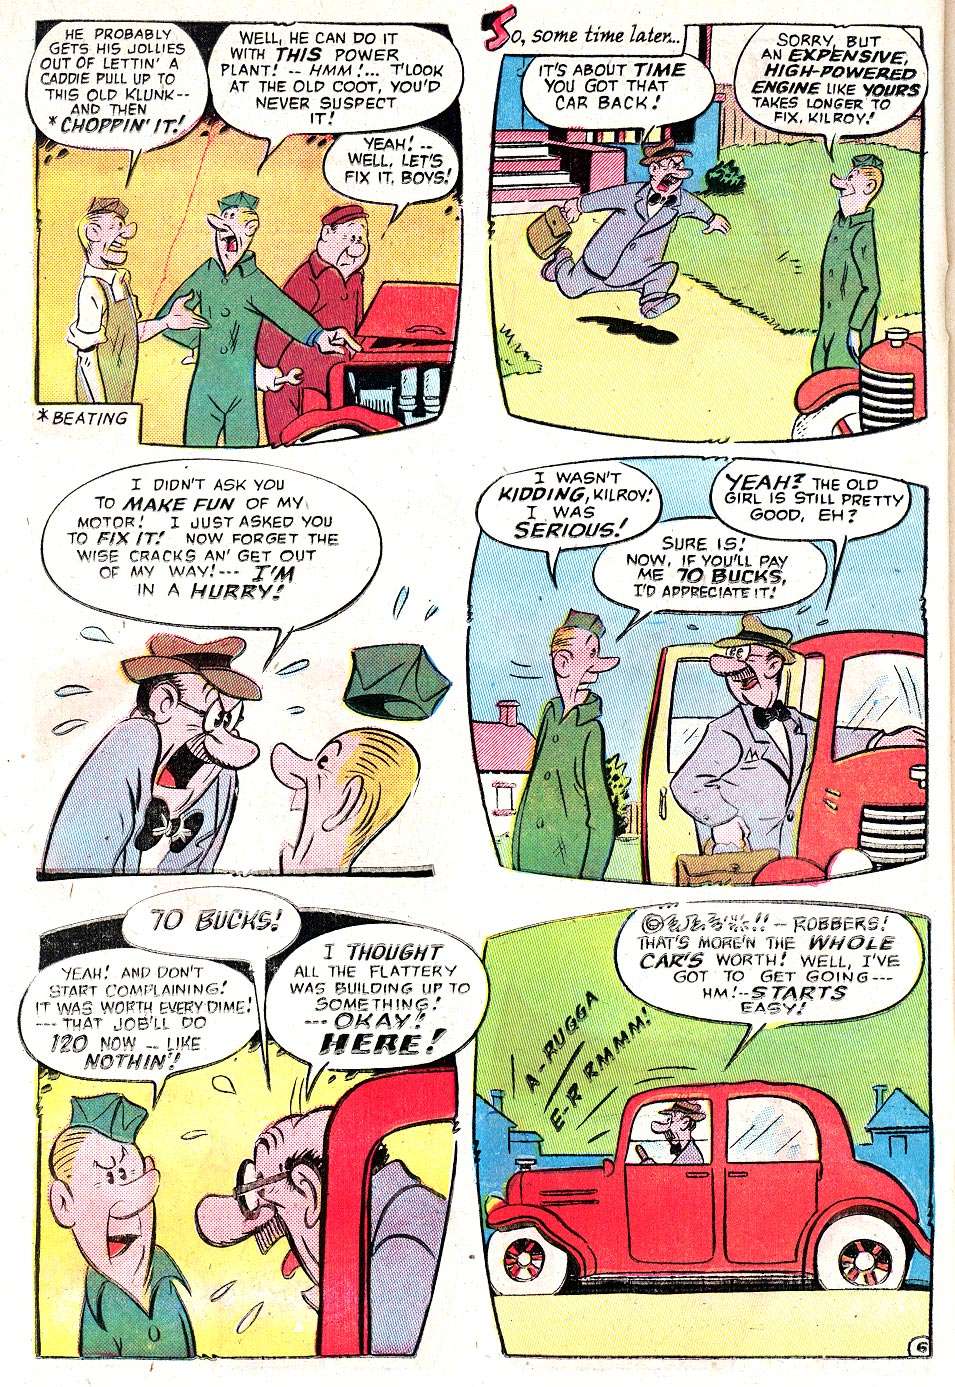 HE PROBABLY
GETS HIS JOLLIES
OUT OF LETTIN' A
CADDIE PULL UP TO
THIS OLD KLUNK--
AND THEN
*CHOPPIN' IT!
WELL, HE CAN DO IT
WITH THIS POWER
PLANT! -- HMM!... T'LOOK
AT THE OLD COOT, YOU'D
NEVER SUSPECT
IT!
YEAH! --
WELL, LET'S
FIX IT, BOYS!
*BEATING
So, some time later...
IT'S ABOUT TIME
YOU GOT THAT
CAR BACK!
SORRY, BUT
AN EXPENSIVE,
HIGH-POWERED
ENGINE LIKE YOURS
TAKES LONGER TO
FIX, KILROY!
I DIDN'T ASK YOU
TO MAKE FUN OF MY
MOTOR! I JUST ASKED YOU
TO FIX IT! NOW FORGET THE
WISE CRACKS AN' GET OUT
OF MY WAY!--- I'M
IN A HURRY!
I WASN'T
KIDDING, KILROY!
I WAS
SERIOUS!
YEAH? THE OLD
GIRL IS STILL PRETTY
GOOD, EH?
SURE IS!
NOW, IF YOU'LL PAY
ME 70 BUCKS,
I'D APPRECIATE IT!
70 BUCKS!
YEAH! AND DON'T
START COMPLAINING!
IT WAS WORTH EVERY DIME!
--- THAT JOB'LL DO
120 NOW -- LIKE
NOTHIN'!
I THOUGHT
ALL THE FLATTERY
WAS BUILDING UP TO
SOMETHING!
--- OKAY!
HERE!
!! -- ROBBERS!
THAT'S MORE'N THE WHOLE
CAR'S WORTH! WELL, I'VE
GOT TO GET GOING---
HM!--STARTS
EASY!
A-RUGGA
E-R-RMMMM!
6